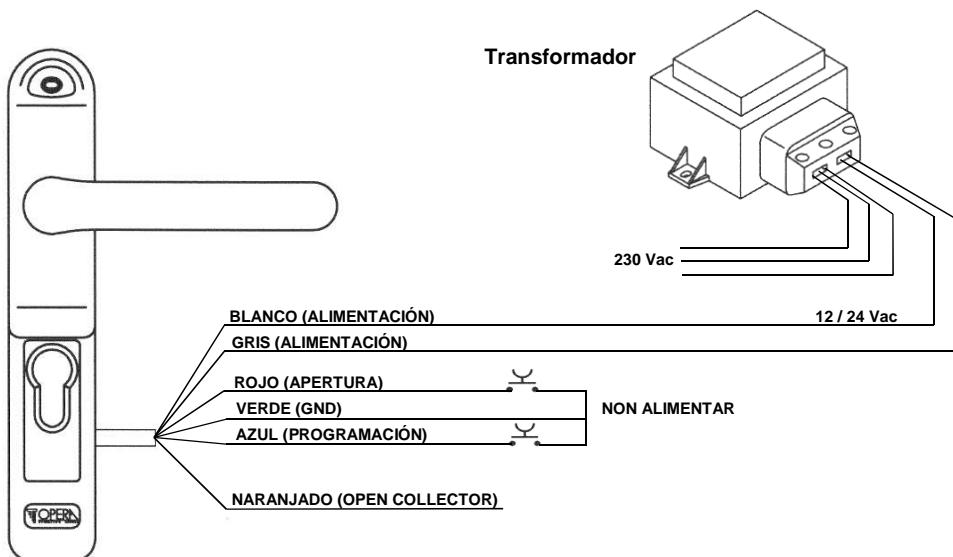 Transformador
230 Vac
BLANCO (ALIMENTACIÓN)
12 / 24 Vac
GRIS (ALIMENTACIÓN)
ROJO (APERTURA)
VERDE (GND)
NON ALIMENTAR
AZUL (PROGRAMACIÓN)
NARANJADO (OPEN COLLECTOR)
OPERA